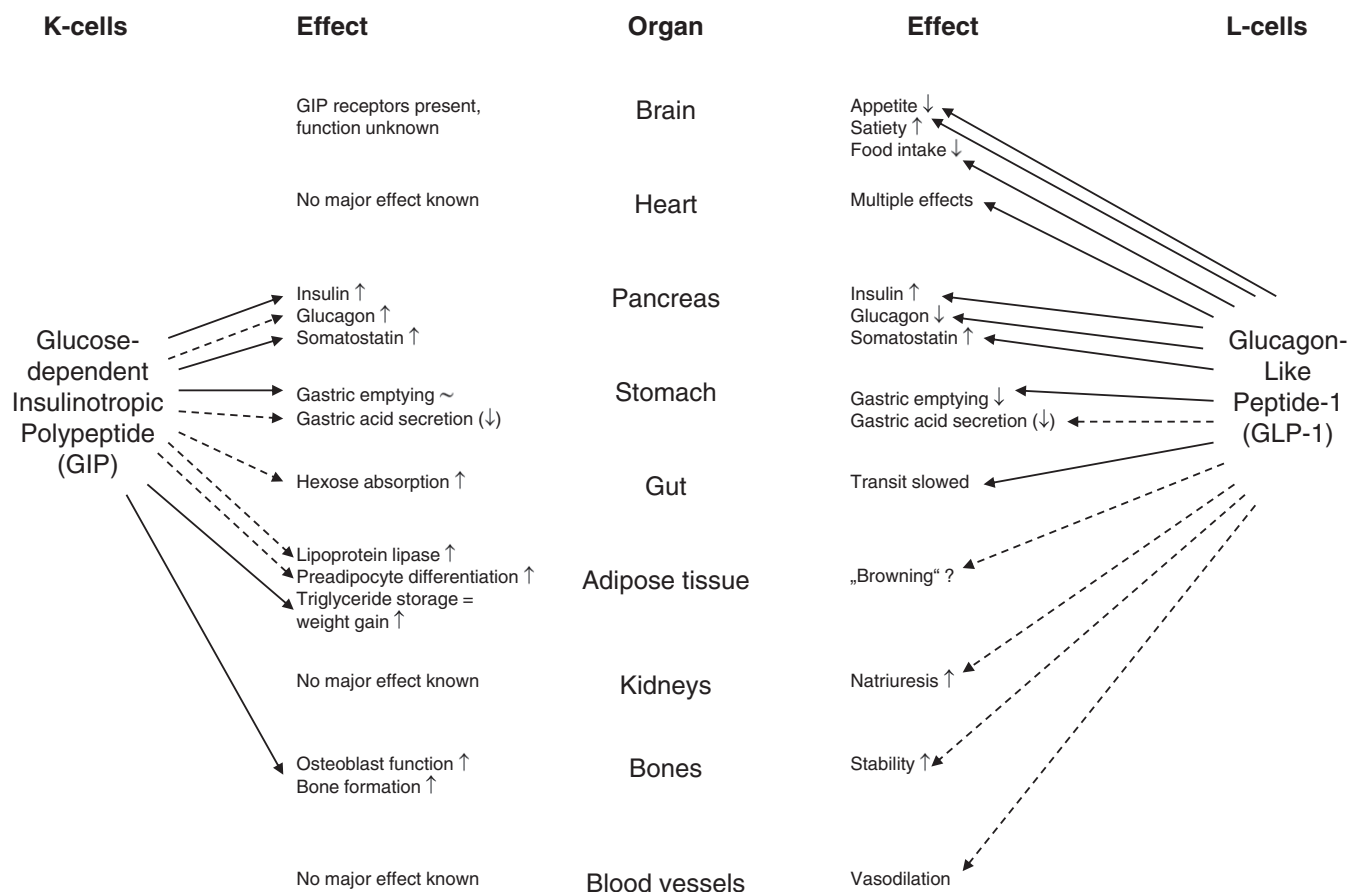 K-cells
Effect
Organ
Effect
L-cells
GIP receptors present,
function unknown
Brain
Appetite ↓
Satiety ↑
Food intake ↓
No major effect known
Heart
Multiple effects
Insulin ↑
Glucagon ↑
Somatostatin ↑
Pancreas
Insulin ↑
Glucagon ↓
Somatostatin ↑
Glucose-
dependent
Insulinotropic
Polypeptide
(GIP)
Glucagon-
Like
Peptide-1
(GLP-1)
Gastric emptying ~
Gastric acid secretion (↓)
Stomach
Gastric emptying ↓
Gastric acid secretion (↓)
Hexose absorption ↑
Gut
Transit slowed
Lipoprotein lipase ↑
Preadipocyte differentiation ↑
Triglyceride storage =
weight gain ↑
Adipose tissue
„Browning“ ?
No major effect known
Kidneys
Natriuresis ↑
Osteoblast function ↑
Bone formation ↑
Bones
Stability ↑
No major effect known
Blood vessels
Vasodilation